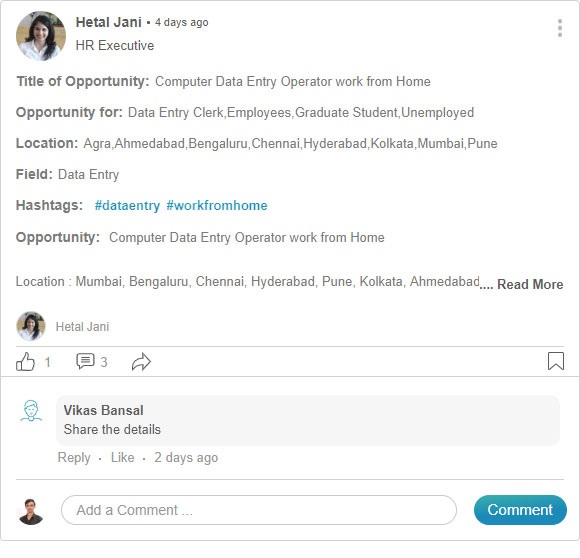 Hetal Jani • 4 days ago
HR Executive
Title of Opportunity: Computer Data Entry Operator work from Home
Opportunity for: Data Entry Clerk,Employees,Graduate Student,Unemployed
Location: Agra,Ahmedabad,Bengaluru,Chennai,Hyderabad,Kolkata,Mumbai,Pune
Field: Data Entry
Hashtags: #dataentry #workfromhome
Opportunity: Computer Data Entry Operator work from Home
Location : Mumbai, Bengaluru, Chennai, Hyderabad, Pune, Kolkata, Ahmedabad.... Read More
Hetal Jani
1 3
Vikas Bansal
Share the details
Reply · Like · 2 days ago
Add a Comment ... Comment